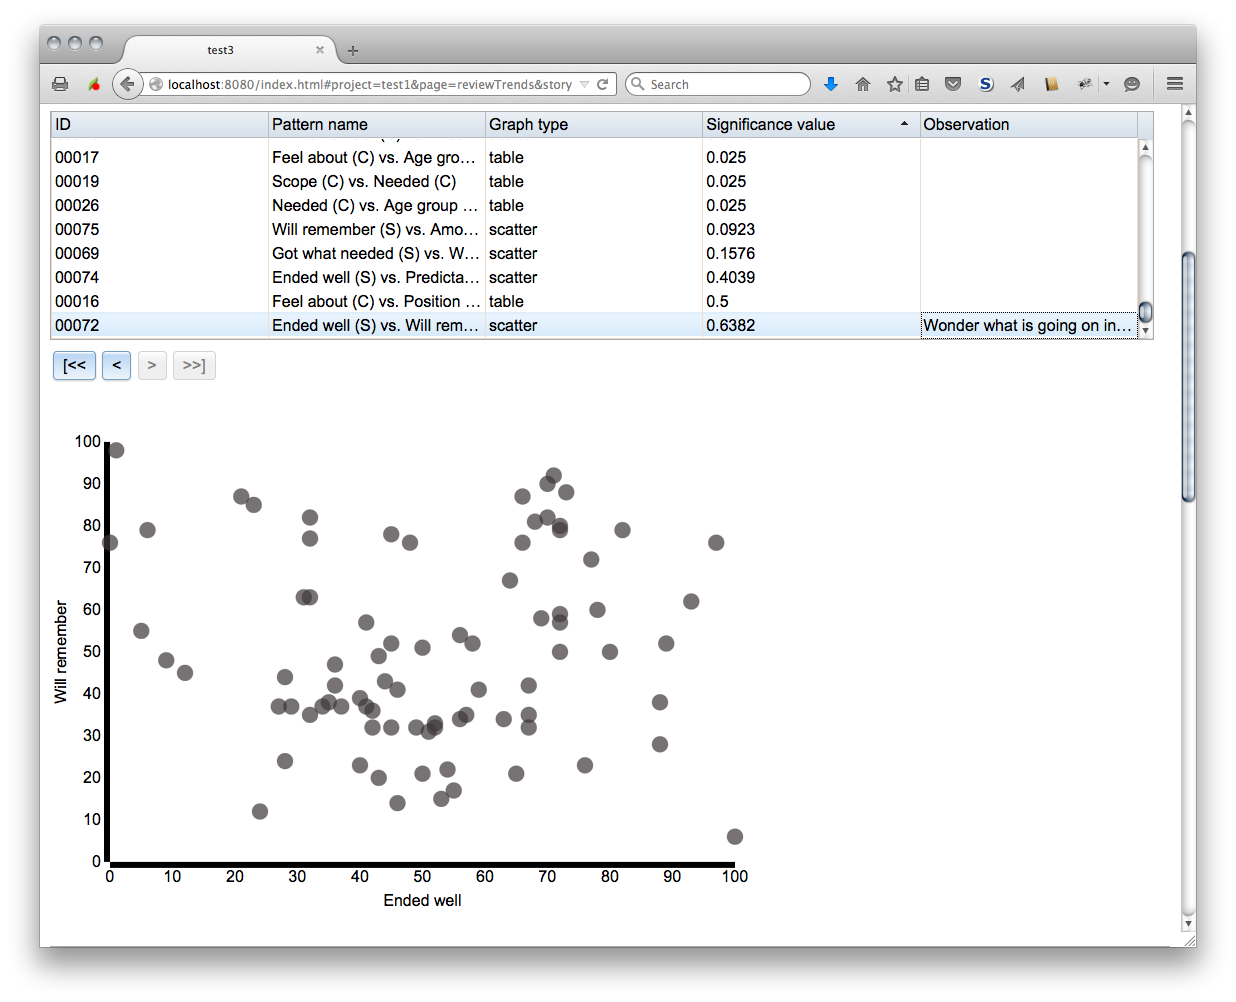 test3
localhost:8080/index.html#project=test1&page=reviewTrends&story
Search
ID Pattern name Graph type Significance value Observation
00017 Feel about (C) vs. Age gro... table 0.025
00019 Scope (C) vs. Needed (C) table 0.025
00026 Needed (C) vs. Age group ... table 0.025
00075 Will remember (S) vs. Amo... scatter 0.0923
00069 Got what needed (S) vs. W... scatter 0.1576
00074 Ended well (S) vs. Predicta... scatter 0.4039
00016 Feel about (C) vs. Position ... table 0.5
00072 Ended well (S) vs. Will rem... scatter 0.6382 Wonder what is going on in...
[<< < > >>]
100
90
80
70
60
50
40
30
20
10
0
Will remember
0 10 20 30 40 50 60 70 80 90 100
Ended well